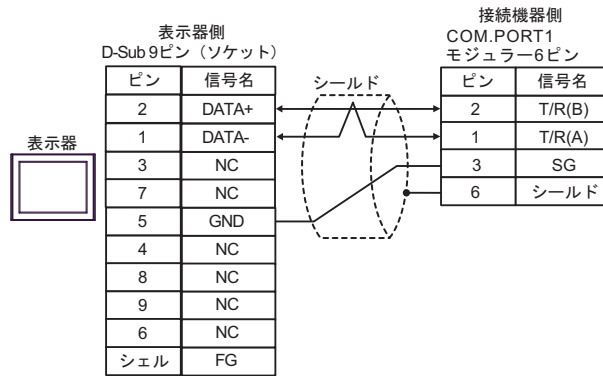 表示器側
D-Sub 9ピン（ソケット）
接続機器側
COM.PORT1
モジュラー6ピン
表示器
シールド
ピン 信号名
2 DATA+
1 DATA-
3 NC
7 NC
5 GND
4 NC
8 NC
9 NC
6 NC
シェル FG
ピン 信号名
2 T/R(B)
1 T/R(A)
3 SG
6 シールド